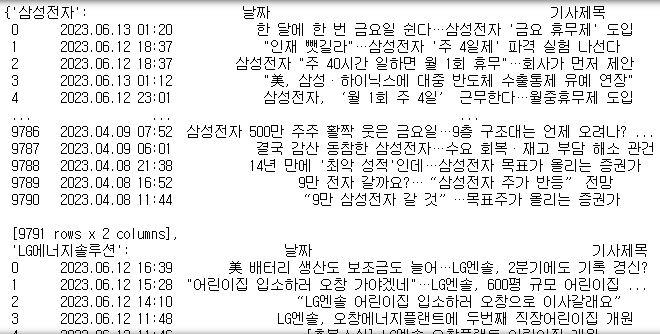 {'삼성전자': 날짜 기사제목
0 2023.06.13 01:20 한 달에 한 번 금요일 쉰다…삼성전자 '금요 휴무제' 도입
1 2023.06.12 18:37 "인재 뺏길라"…삼성전자 '주 4일제' 파격 실험 나선다
2 2023.06.12 18:37 삼성전자 "주 40시간 일하면 월 1회 휴무"…회사가 먼저 제안
3 2023.06.13 01:12 "美, 삼성·하이닉스에 대중 반도체 수출통제 유예 연장"
4 2023.06.12 23:01 삼성전자, ‘월 1회 주 4일’ 근무한다…월중휴무제 도입
... ... ...
9786 2023.04.09 07:52 삼성전자 500만 주주 활짝 웃은 금요일…9층 구조대는 언제 오려나? ...
9787 2023.04.09 06:01 결국 감산 동참한 삼성전자…수요 회복·재고 부담 해소 관건
9788 2023.04.08 21:38 14년 만에 '최악 성적'인데…삼성전자 목표가 올리는 증권가
9789 2023.04.08 16:52 9만 전자 갈까요?… “삼성전자 주가 반등” 전망
9790 2023.04.08 11:44 “9만 삼성전자 갈 것” …목표주가 올리는 증권가
[9791 rows x 2 columns],
'LG에너지솔루션': 날짜 기사제목
0 2023.06.12 16:39 美 배터리 생산도 보조금도 늘어…LG엔솔, 2분기에도 기록 경신?
1 2023.06.12 15:28 "어린이집 입소하러 오창 가야겠네"…LG엔솔, 600평 규모 어린이집 ...
2 2023.06.12 14:10 “LG엔솔 어린이집 입소하러 오창으로 이사갈래요”
3 2023.06.12 11:48 LG엔솔, 오창에너지플랜트에 두번째 직장어린이집 개원